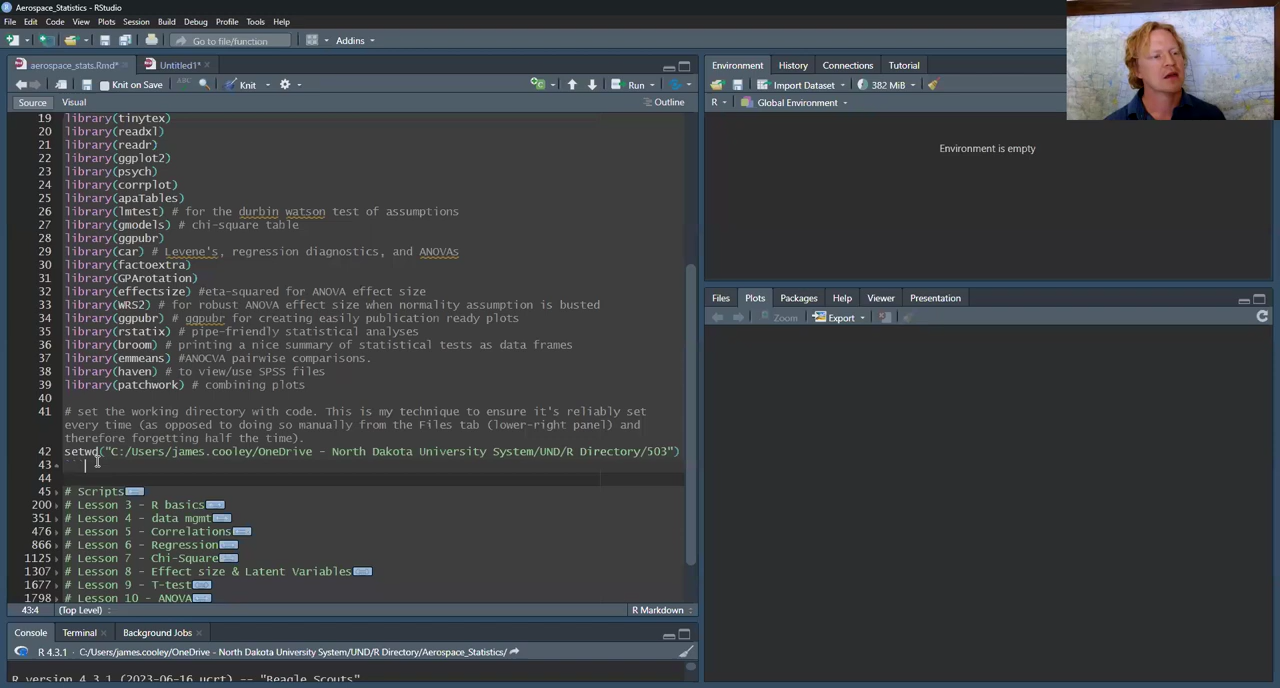 Aerospace_Statistics - RStudio
File Edit Code View Plots Session Build Debug Profile Tools Help
Go to file/function Addins
aerospace_stats.Rmd* Untitled1*
Knit on Save Knit Run
Source Visual Outline
19 library(tinytex)
20 library(readxl)
21 library(readr)
22 library(ggplot2)
23 library(psych)
24 library(corrplot)
25 library(apaTables)
26 library(lmtest) # for the durbin watson test of assumptions
27 library(gmodels) # chi-square table
28 library(ggpubr)
29 library(car) # Levene's, regression diagnostics, and ANOVAs
30 library(factoextra)
31 library(GPArotation)
32 library(effectsize) #eta-squared for ANOVA effect size
33 library(WRS2) # for robust ANOVA effect size when normality assumption is busted
34 library(ggpubr) # ggpubr for creating easily publication ready plots
35 library(rstatix) # pipe-friendly statistical analyses
36 library(broom) # printing a nice summary of statistical tests as data frames
37 library(emmeans) #ANOCVA pairwise comparisons.
38 library(haven) # to view/use SPSS files
39 library(patchwork) # combining plots
40
41 # set the working directory with code. This is my technique to ensure it's reliably set
every time (as opposed to doing so manually from the Files tab (lower-right panel) and
therefore forgetting half the time).
42 setwd("C:/Users/james.cooley/OneDrive - North Dakota University System/UND/R Directory/503")
43 ```
44
45 # Scripts
200 # Lesson 3 - R basics
351 # Lesson 4 - data mgmt
476 # Lesson 5 - Correlations
866 # Lesson 6 - Regression
1125 # Lesson 7 - Chi-Square
1307 # Lesson 8 - Effect size & Latent Variables
1677 # Lesson 9 - T-test
1798 # Lesson 10 - ANOVA
43:4 (Top Level) R Markdown
Console Terminal Background Jobs
R 4.3.1 · C:/Users/james.cooley/OneDrive - North Dakota University System/UND/R Directory/Aerospace_Statistics/
R version 4.3.1 (2023-06-16 ucrt) -- "Beagle Scouts"
Environment History Connections Tutorial
Import Dataset 382 MiB
R Global Environment
Environment is empty
Files Plots Packages Help Viewer Presentation
Zoom Export